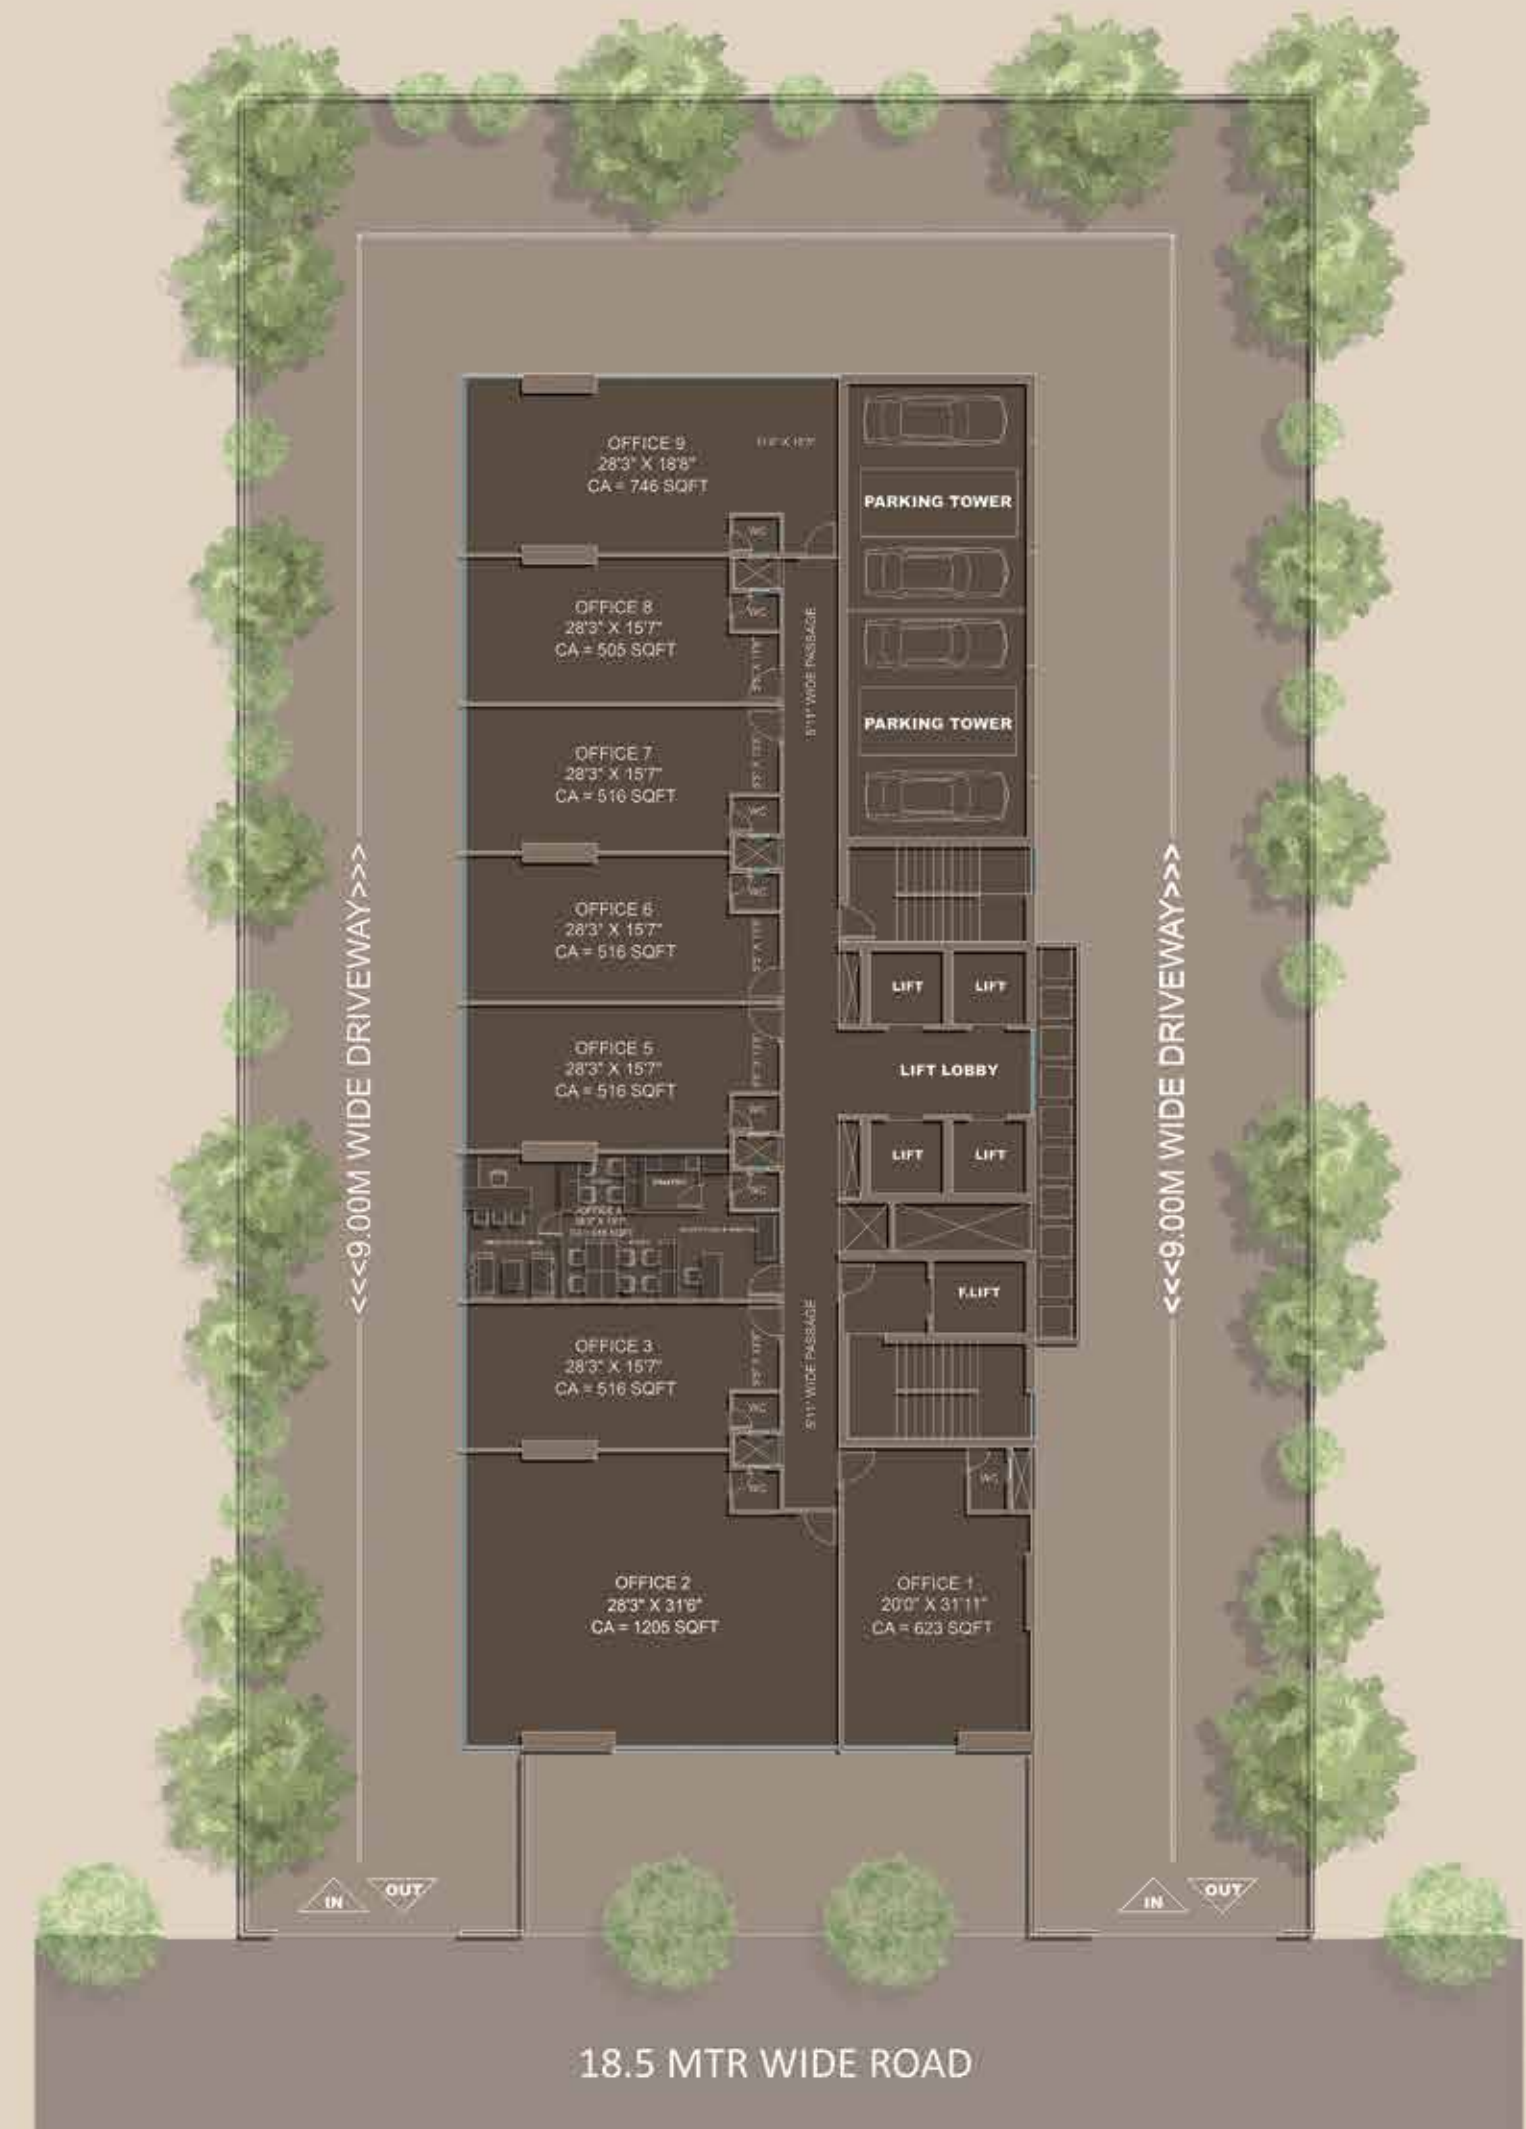 OFFICE 9
28'3" X 18'8"
CA = 746 SQFT
WC
PARKING TOWER
OFFICE 8
28'3" X 15'7"
CA = 505 SQFT
WC
5'11" WIDE PASSAGE
PARKING TOWER
OFFICE 7
28'3" X 15'7"
CA = 516 SQFT
WC
OFFICE 6
28'3" X 15'7"
CA = 516 SQFT
WC
LIFT
LIFT
OFFICE 5
28'3" X 15'7"
CA = 516 SQFT
WC
LIFT LOBBY
LIFT
LIFT
<<<9.00M WIDE DRIVEWAY>>>
<<<9.00M WIDE DRIVEWAY>>>
PANTRY
WC
F.LIFT
OFFICE 3
28'3" X 15'7"
CA = 516 SQFT
WC
5'11" WIDE PASSAGE
WC
WC
OFFICE 2
28'3" X 31'6"
CA = 1205 SQFT
OFFICE 1
20'0" X 31'11"
CA = 623 SQFT
IN
OUT
IN
OUT
18.5 MTR WIDE ROAD